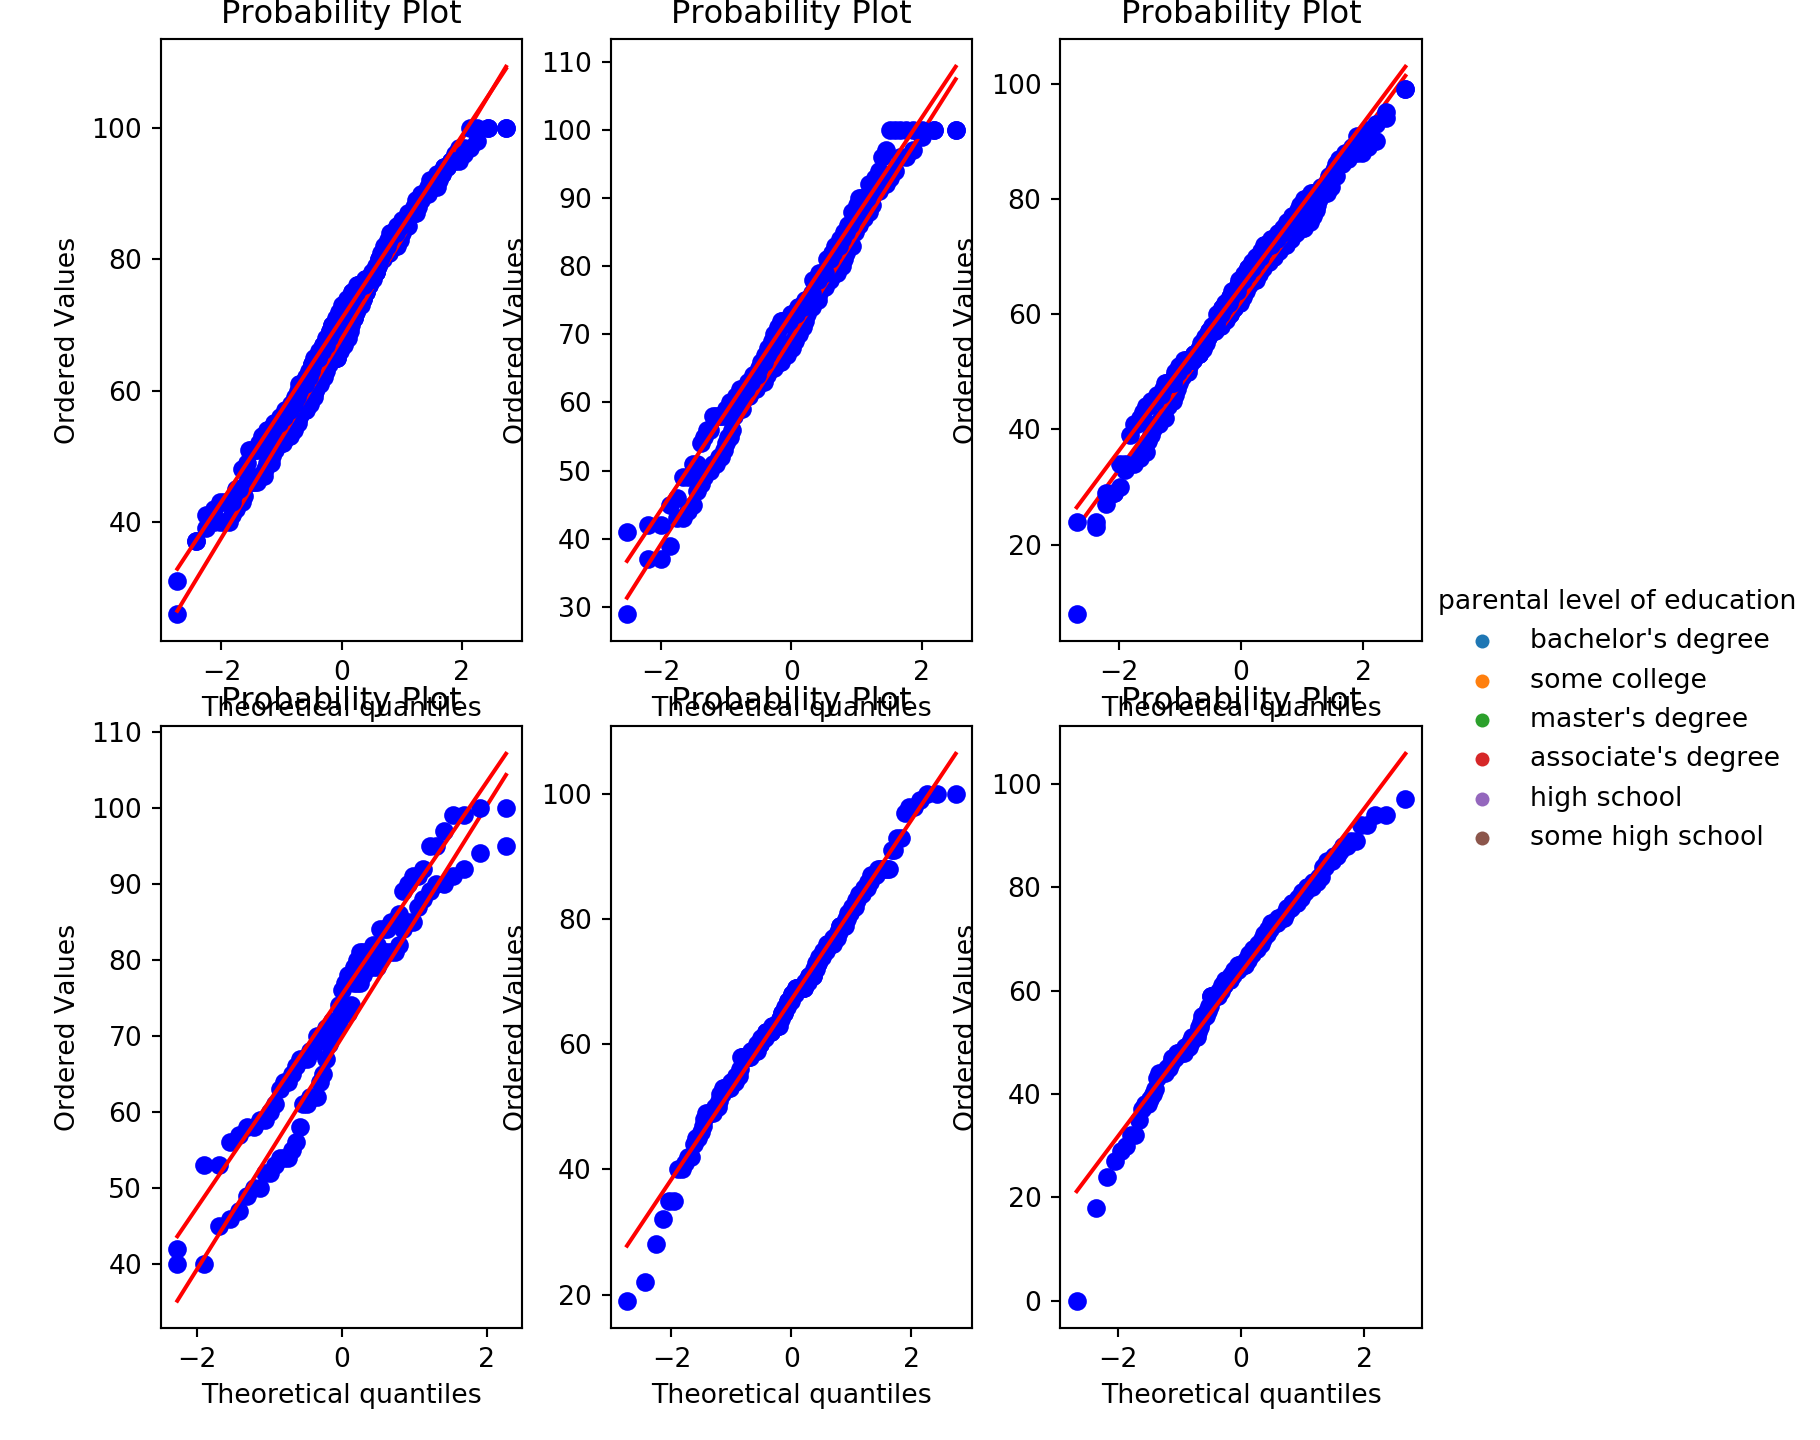 Probability Plot
Probability Plot
Probability Plot
Ordered Values
100
80
60
40
−2
0
2
Theoretical quantiles
Ordered Values
110
100
90
80
70
60
50
40
30
−2
0
2
Theoretical quantiles
Ordered Values
100
80
60
40
20
−2
0
2
Theoretical quantiles
parental level of education
bachelor's degree
some college
master's degree
associate's degree
high school
some high school
Probability Plot
Probability Plot
Probability Plot
Ordered Values
110
100
90
80
70
60
50
40
−2
0
2
Theoretical quantiles
Ordered Values
100
80
60
40
20
−2
0
2
Theoretical quantiles
Ordered Values
100
80
60
40
20
0
−2
0
2
Theoretical quantiles